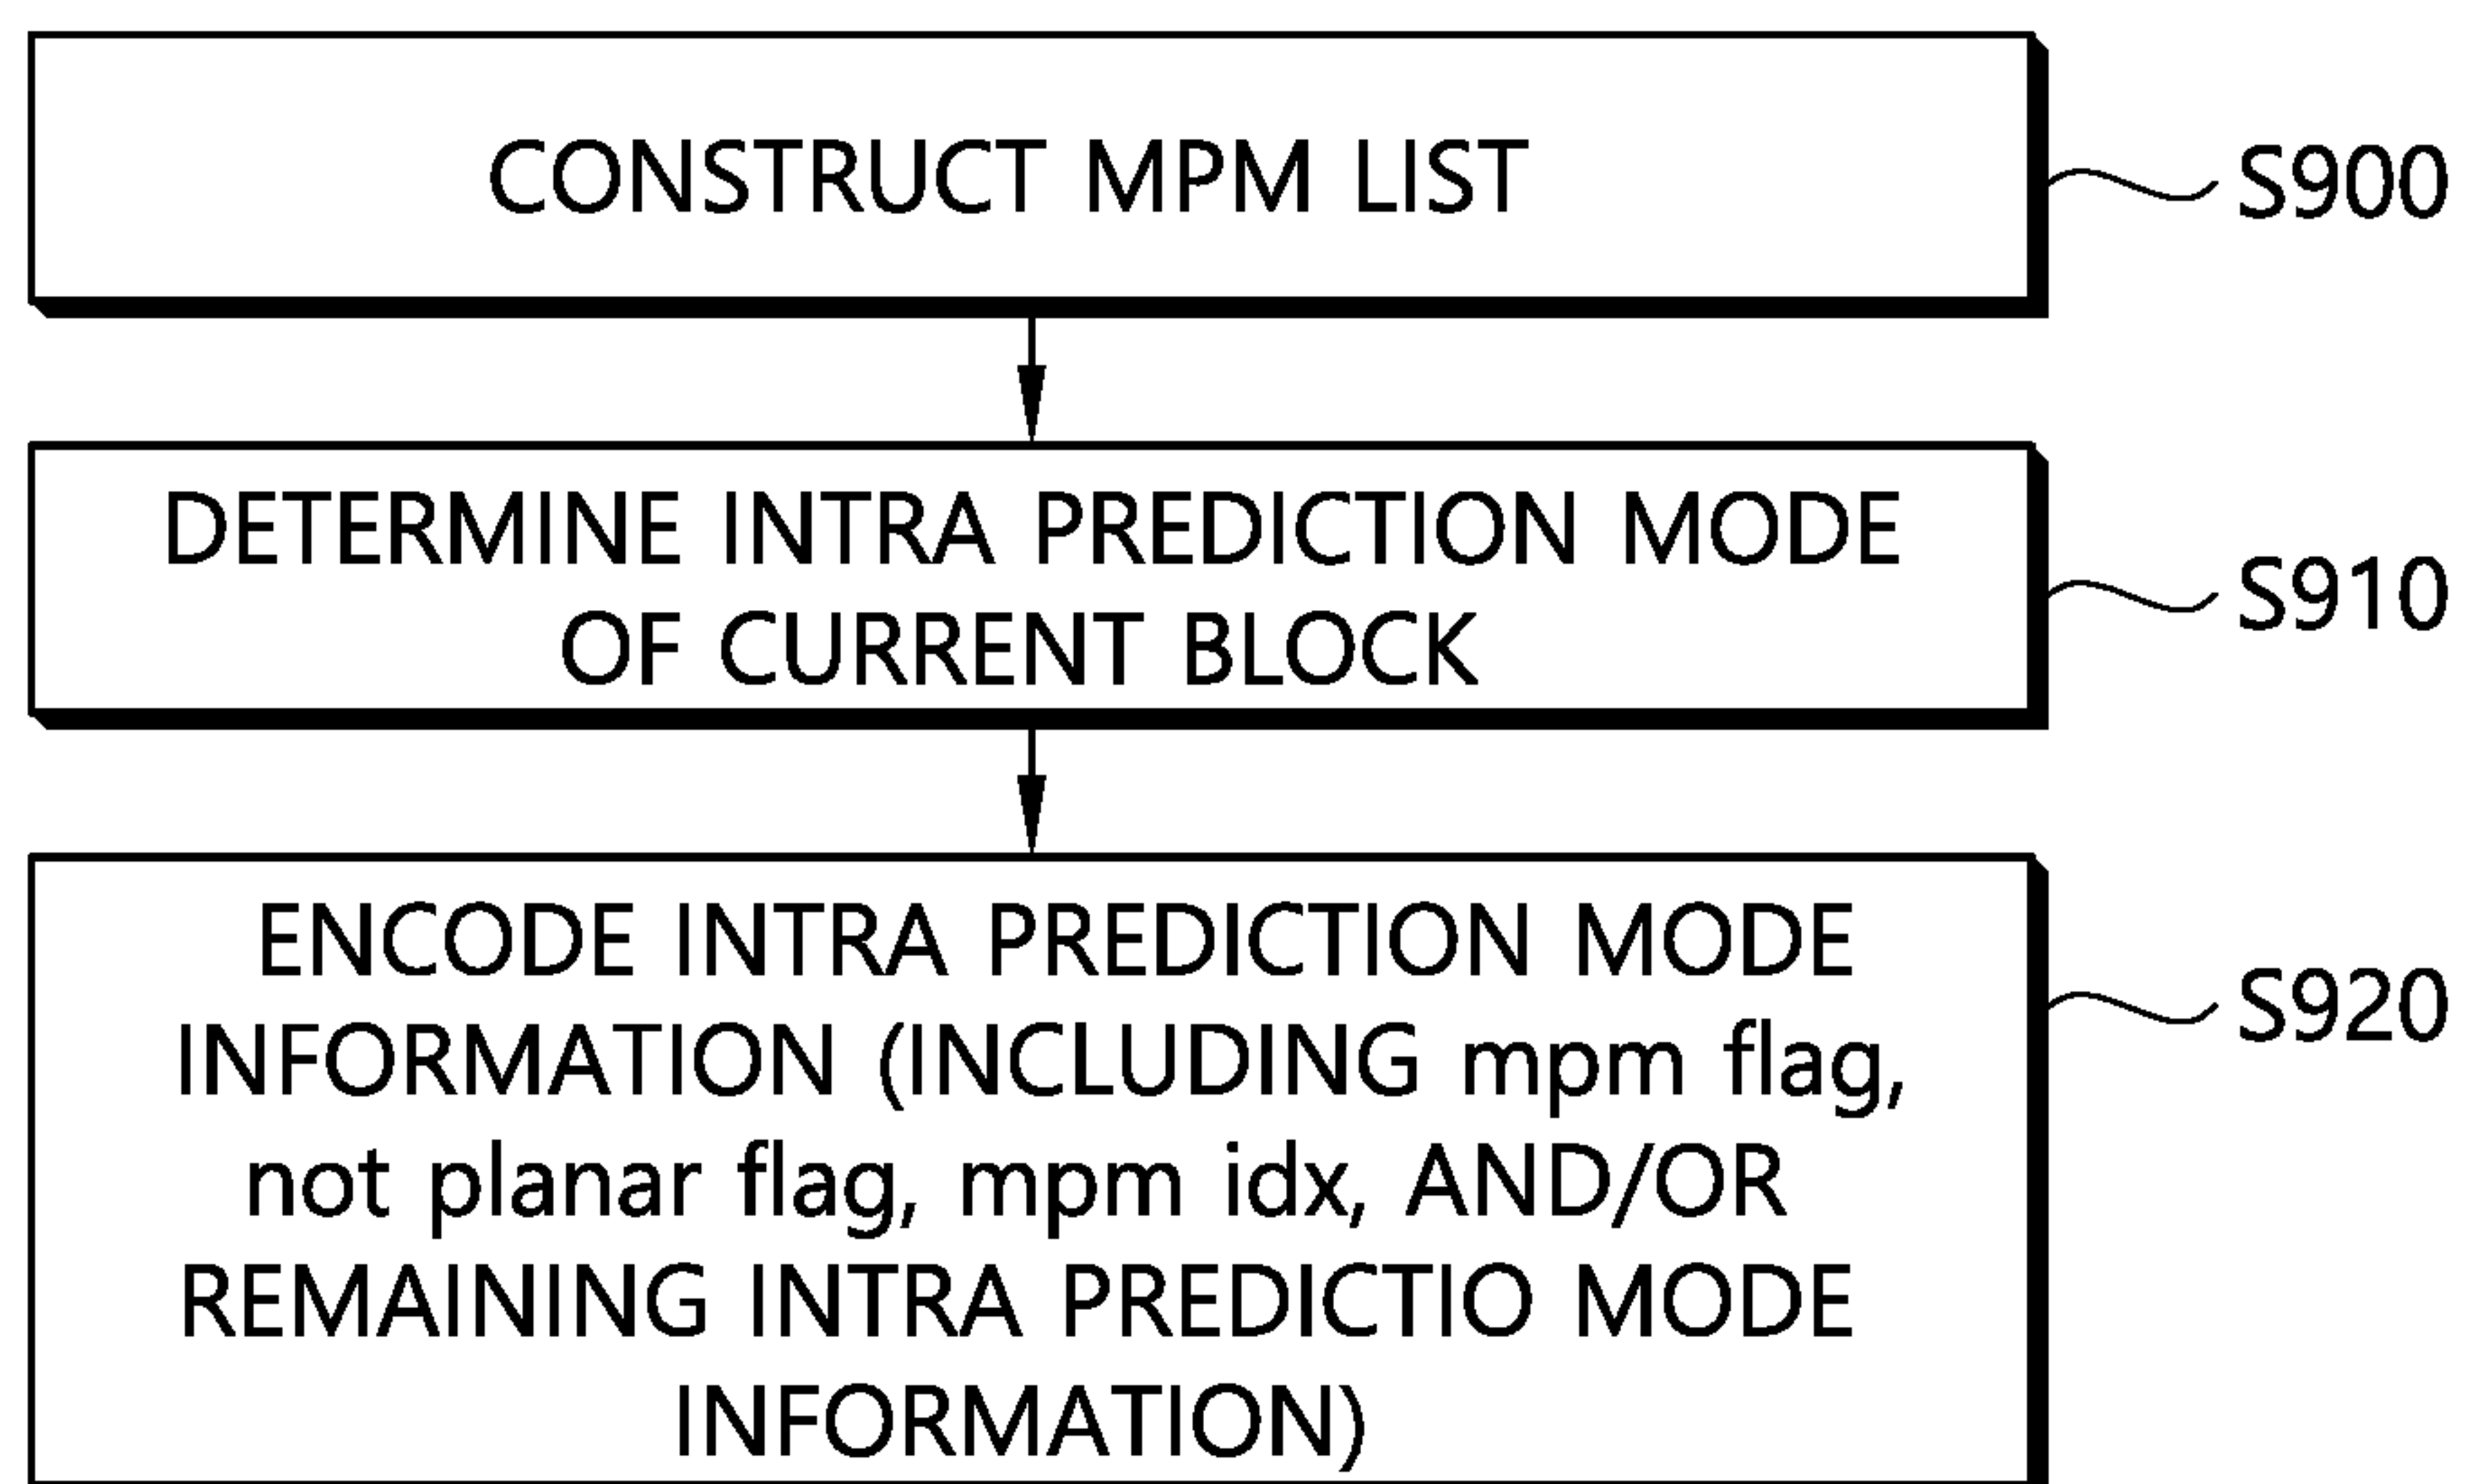 CONSTRUCT MPM LIST
S900
DETERMINE INTRA PREDICTION MODE
OF CURRENT BLOCK
S910
ENCODE INTRA PREDICTION MODE
INFORMATION (INCLUDING mpm flag,
not planar flag, mpm idx, AND/OR
REMAINING INTRA PREDICTIO MODE
INFORMATION)
S920